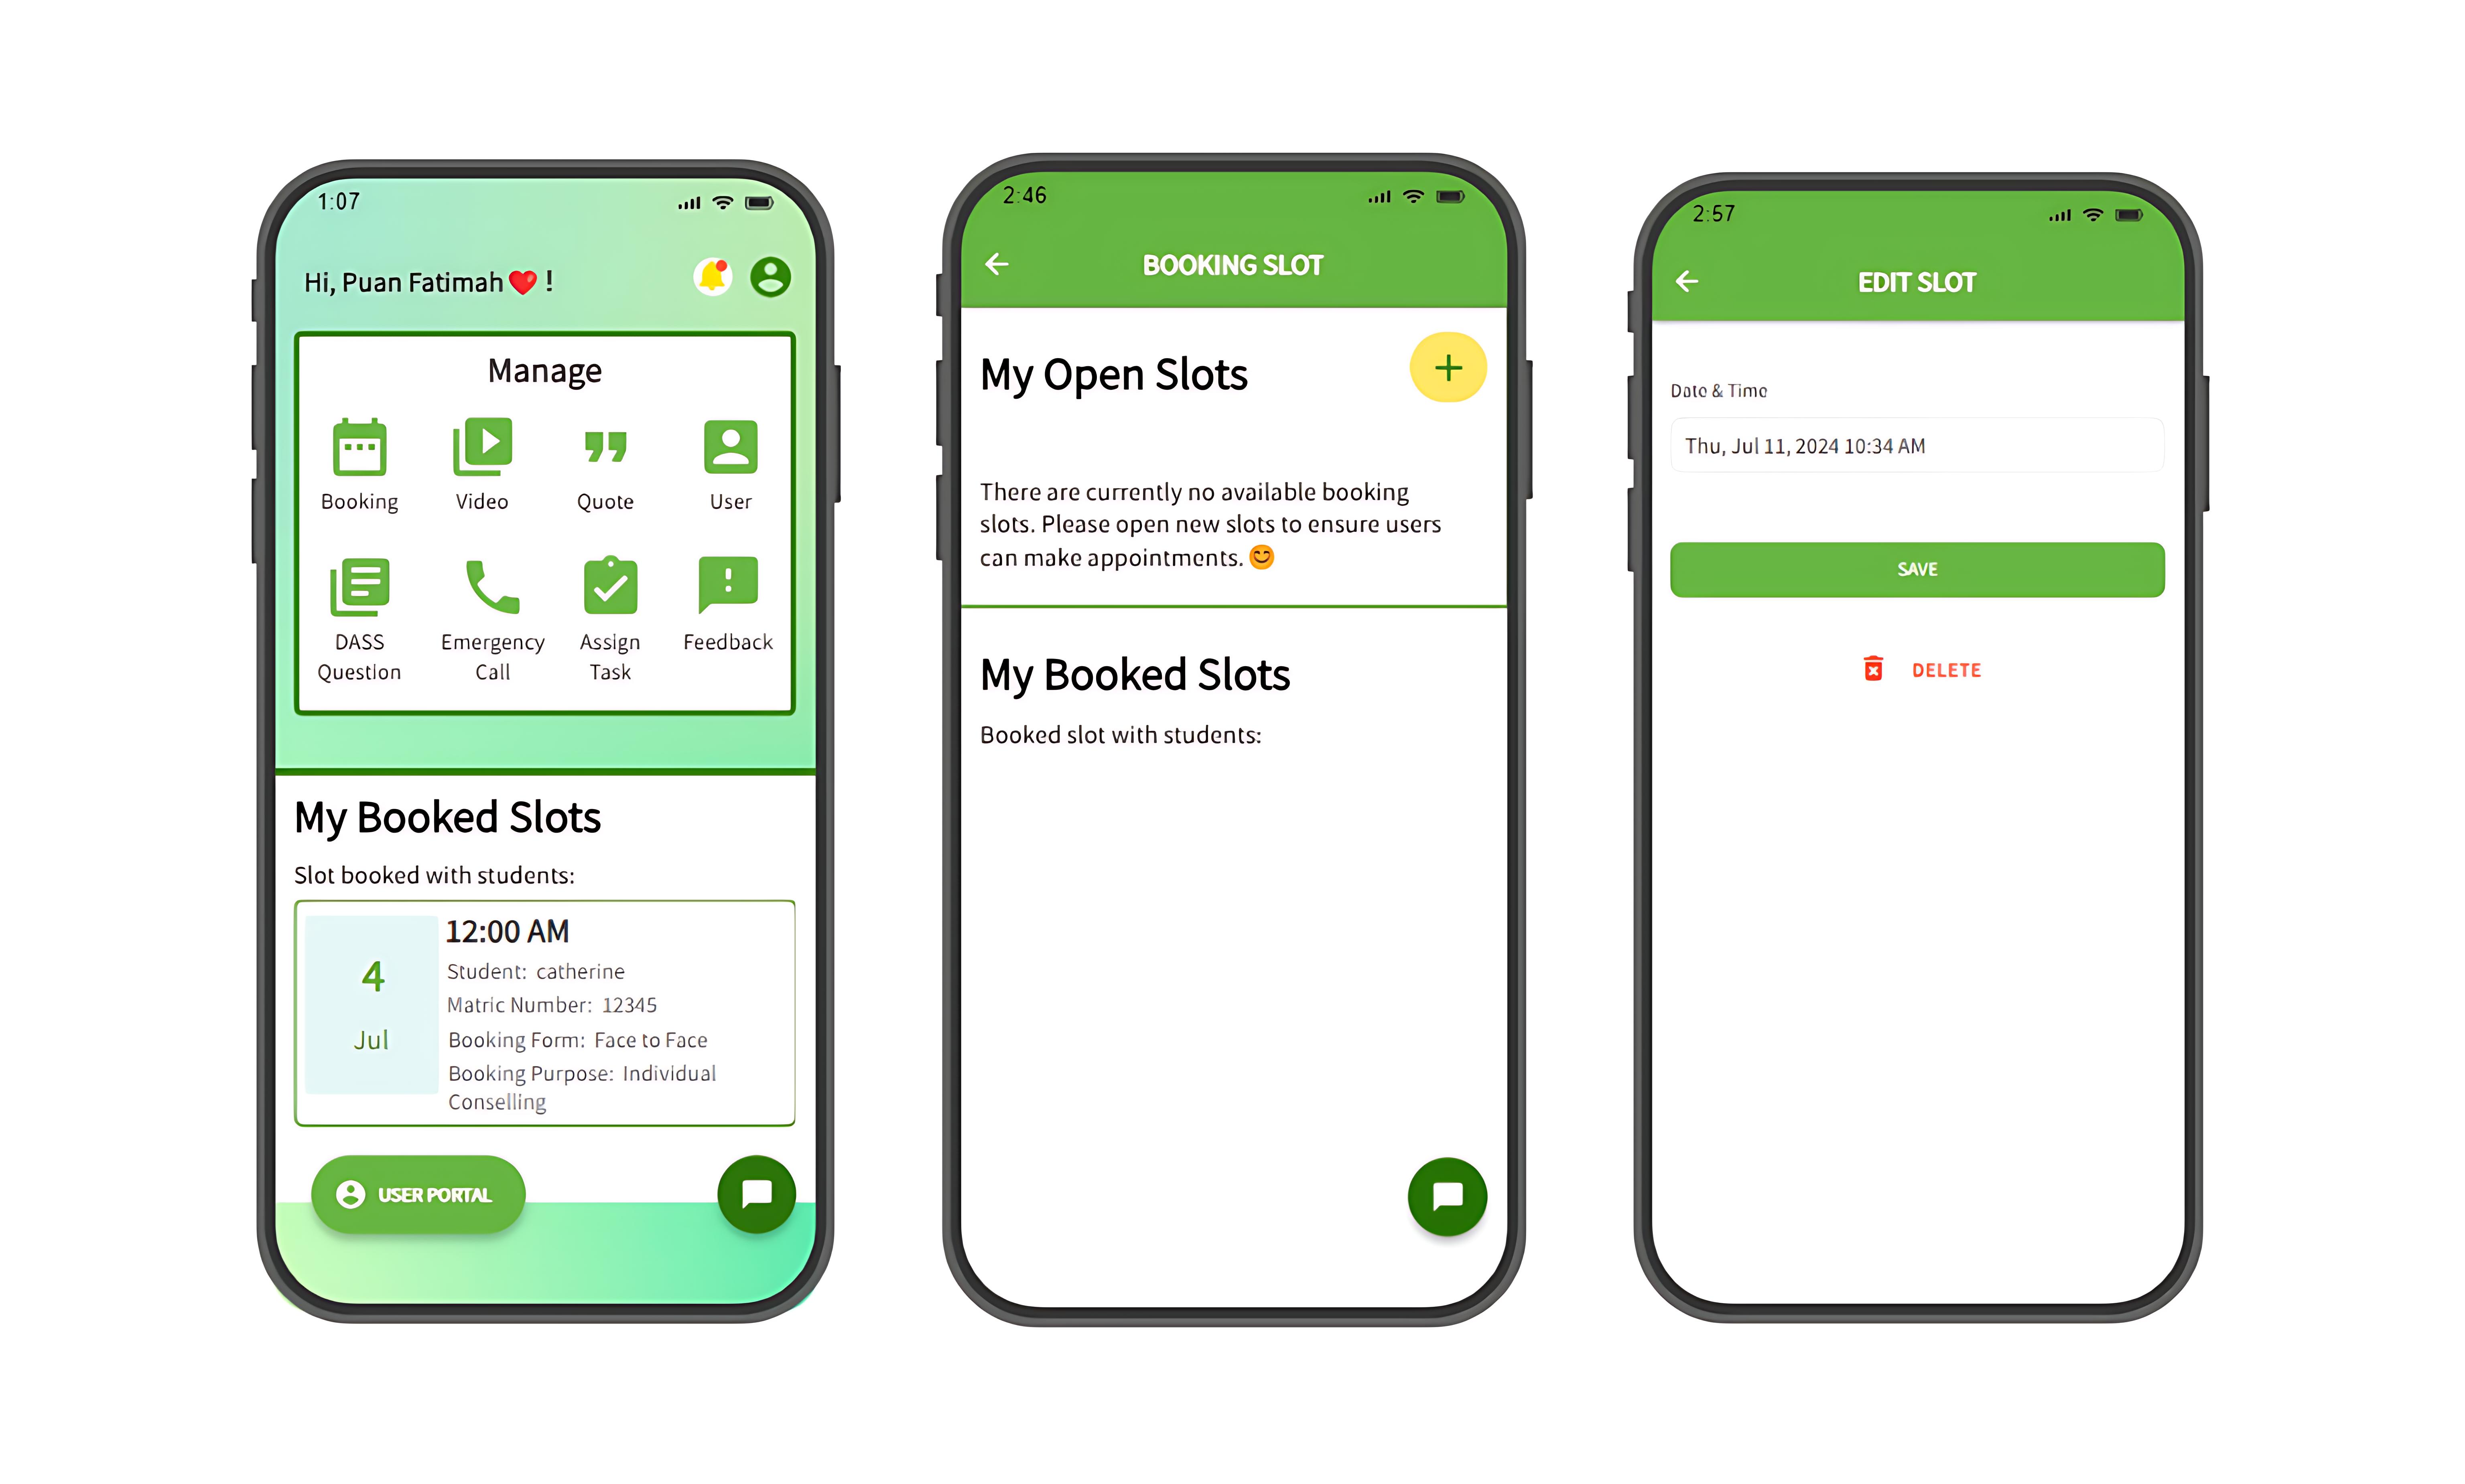 1:07
Hi, Puan Fatimah❤️ !
Manage
Booking Video Quote User
DASS Emergency Assign Feedback
Question Call Task
My Booked Slots
Slot booked with students:
12:00 AM
4
Jul
Student: catherine
Matric Number: 12345
Booking Form: Face to Face
Booking Purpose: Individual
Conselling
USER PORTAL
2:46
BOOKING SLOT
My Open Slots
+
There are currently no available booking
slots. Please open new slots to ensure users
can make appointments. 😊
My Booked Slots
Booked slot with students:
2:57
EDIT SLOT
Date & Time
Thu, Jul 11, 2024 10:34 AM
SAVE
DELETE